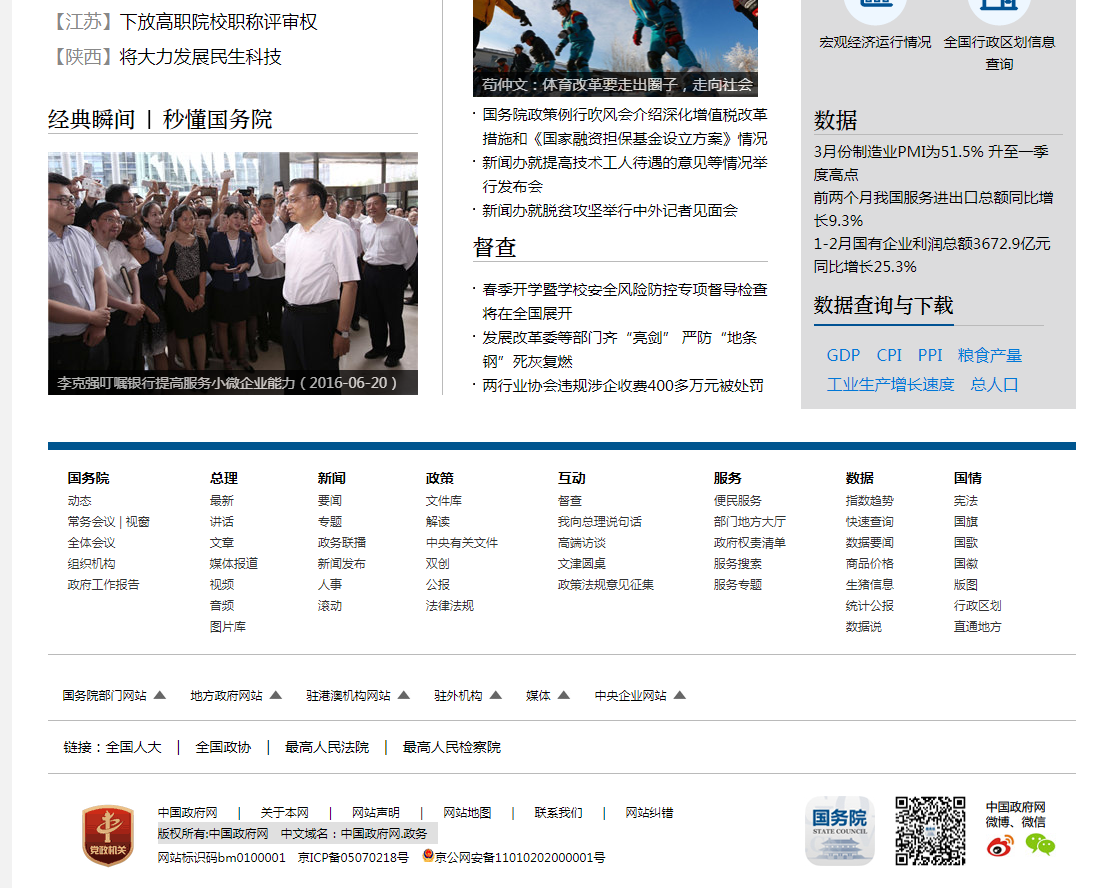 【江苏】下放高职院校职称评审权
【陕西】将大力发展民生科技
经典瞬间 | 秒懂国务院
李克强叮嘱银行提高服务小微企业能力（2016-06-20 ）
苟仲文：体育改革要走出圈子，走向社会
· 国务院政策例行吹风会介绍深化增值税改革
措施和《国家融资担保基金设立方案》情况
· 新闻办就提高技术工人待遇的意见等情况举
行发布会
· 新闻办就脱贫攻坚举行中外记者见面会
督查
· 春季开学暨学校安全风险防控专项督导检查
将在全国展开
· 发展改革委等部门齐“亮剑” 严防“地条
钢”死灰复燃
· 两行业协会违规涉企收费400多万元被处罚
宏观经济运行情况 全国行政区划信息
查询
数据
3月份制造业PMI为51.5% 升至一季
度高点
前两个月我国服务进出口总额同比增
长9.3%
1-2月国有企业利润总额3672.9亿元
同比增长25.3%
数据查询与下载
GDP CPI PPI 粮食产量
工业生产增长速度 总人口
国务院 总理 新闻 政策 互动 服务 数据 国情
动态 最新 要闻 文件库 督查 便民服务 指数趋势 宪法
常务会议 | 视窗 讲话 专题 解读 我向总理说句话 部门地方大厅 快速查询 国旗
全体会议 文章 政务联播 中央有关文件 高端访谈 政府权责清单 数据要闻 国歌
组织机构 媒体报道 新闻发布 双创 文津圆桌 服务搜索 商品价格 国徽
政府工作报告 视频 人事 公报 政策法规意见征集 服务专题 生猪信息 版图
音频 滚动 法律法规 统计公报 行政区划
图片库 数据说 直通地方
国务院部门网站 地方政府网站 驻港澳机构网站 驻外机构 媒体 中央企业网站
链接：全国人大 | 全国政协 | 最高人民法院 | 最高人民检察院
党政机关
中国政府网 | 关于本网 | 网站声明 | 网站地图 | 联系我们 | 网站纠错
版权所有:中国政府网 中文域名：中国政府网.政务
网站标识码bm0100001 京ICP备05070218号 京公网安备11010202000001号
国务院
STATE COUNCIL
中国政府网
微博、微信